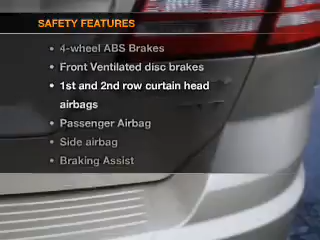 SAFETY FEATURES
• 4-wheel ABS Brakes
• Front Ventilated disc brakes
• 1st and 2nd row curtain head
airbags
• Passenger Airbag
• Side airbag
• Braking Assist